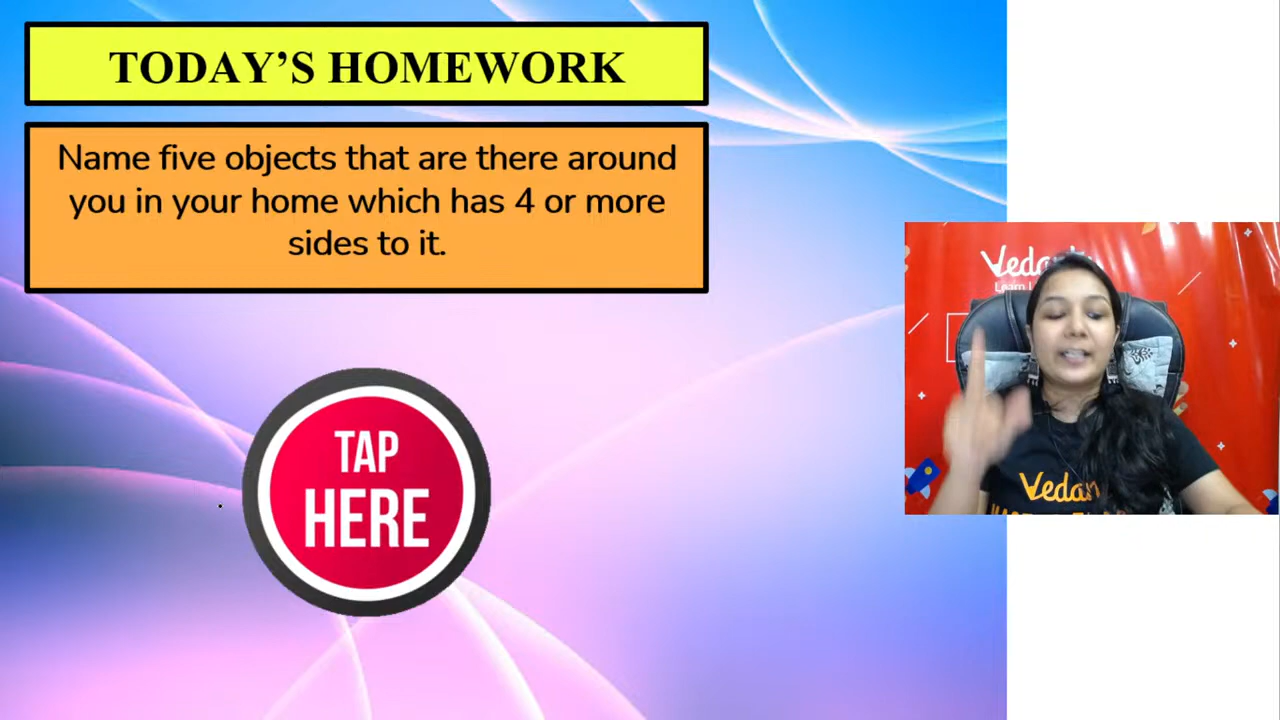 TODAY’S HOMEWORK
Name five objects that are there around
you in your home which has 4 or more
sides to it.
TAP
HERE